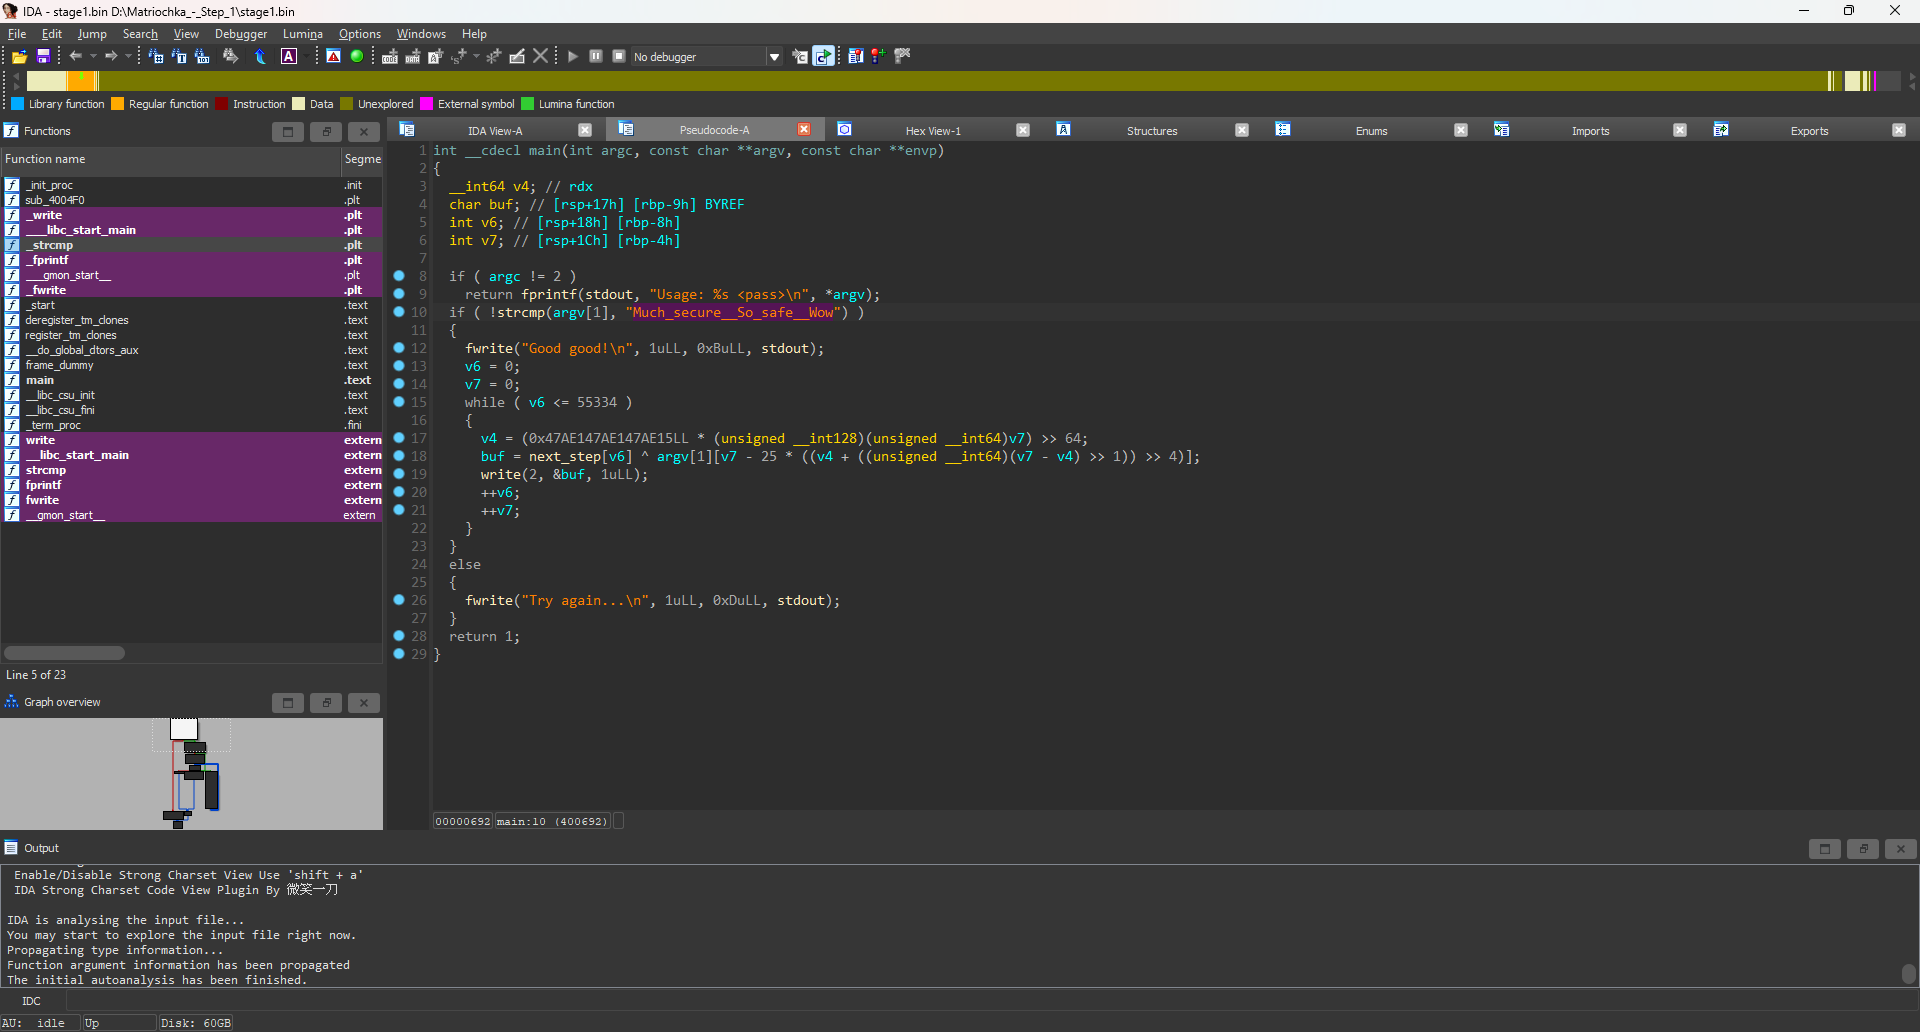 IDA - stage1.bin D:\Matriochka_-_Step_1\stage1.bin
File Edit Jump Search View Debugger Lumina Options Windows Help
No debugger
Library function Regular function Instruction Data Unexplored External symbol Lumina function
Functions
Function name Segme
_init_proc .init
sub_4004F0 .plt
_write .plt
___libc_start_main .plt
_strcmp .plt
_fprintf .plt
___gmon_start__ .plt
_fwrite .plt
_start .text
deregister_tm_clones .text
register_tm_clones .text
__do_global_dtors_aux .text
frame_dummy .text
main .text
__libc_csu_init .text
__libc_csu_fini .text
_term_proc .fini
write extern
__libc_start_main extern
strcmp extern
fprintf extern
fwrite extern
__gmon_start__ extern
Line 5 of 23
Graph overview
IDA View-A Pseudocode-A Hex View-1 Structures Enums Imports Exports
1 int __cdecl main(int argc, const char **argv, const char **envp)
2 {
3 __int64 v4; // rdx
4 char buf; // [rsp+17h] [rbp-9h] BYREF
5 int v6; // [rsp+18h] [rbp-8h]
6 int v7; // [rsp+1Ch] [rbp-4h]
7
8 if ( argc != 2 )
9 return fprintf(stdout, "Usage: %s <pass>\n", *argv);
10 if ( !strcmp(argv[1], "Much_secure__So_safe__Wow") )
11 {
12 fwrite("Good good!\n", 1uLL, 0xBuLL, stdout);
13 v6 = 0;
14 v7 = 0;
15 while ( v6 <= 55334 )
16 {
17 v4 = (0x47AE147AE147AE15LL * (unsigned __int128)(unsigned __int64)v7) >> 64;
18 buf = next_step[v6] ^ argv[1][v7 - 25 * ((v4 + ((unsigned __int64)(v7 - v4) >> 1)) >> 4)];
19 write(2, &buf, 1uLL);
20 ++v6;
21 ++v7;
22 }
23 }
24 else
25 {
26 fwrite("Try again...\n", 1uLL, 0xDuLL, stdout);
27 }
28 return 1;
29 }
00000692 main:10 (400692)
Output
Enable/Disable Strong Charset View Use 'shift + a'
IDA Strong Charset Code View Plugin By 微笑一刀
IDA is analysing the input file...
You may start to explore the input file right now.
Propagating type information...
Function argument information has been propagated
The initial autoanalysis has been finished.
IDC
AU: idle Up Disk: 60GB